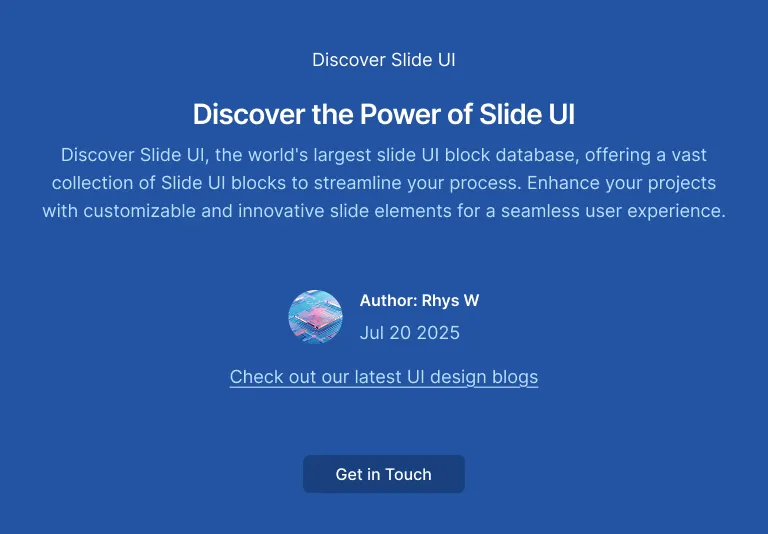 Discover Slide UI
Discover the Power of Slide UI
Discover Slide UI, the world's largest slide UI block database, offering a vast
collection of Slide UI blocks to streamline your process. Enhance your projects
with customizable and innovative slide elements for a seamless user experience.
Author: Rhys W
Jul 20 2025
Check out our latest UI design blogs
Get in Touch